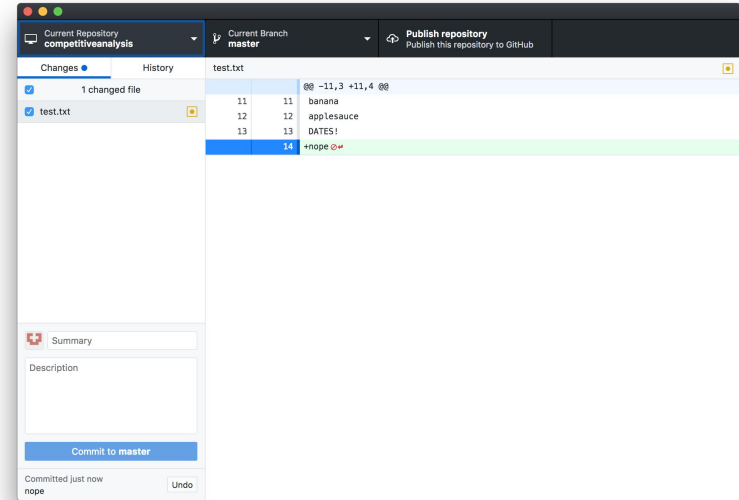 Current Repository
competitiveanalysis
Current Branch
master
Publish repository
Publish this repository to GitHub
Changes
History
test.txt
1 changed file
test.txt
@@ -11,3 +11,4 @@
11 11 banana
12 12 applesauce
13 13 DATES!
14 +nope
Summary
Description
Commit to master
Committed just now
nope
Undo